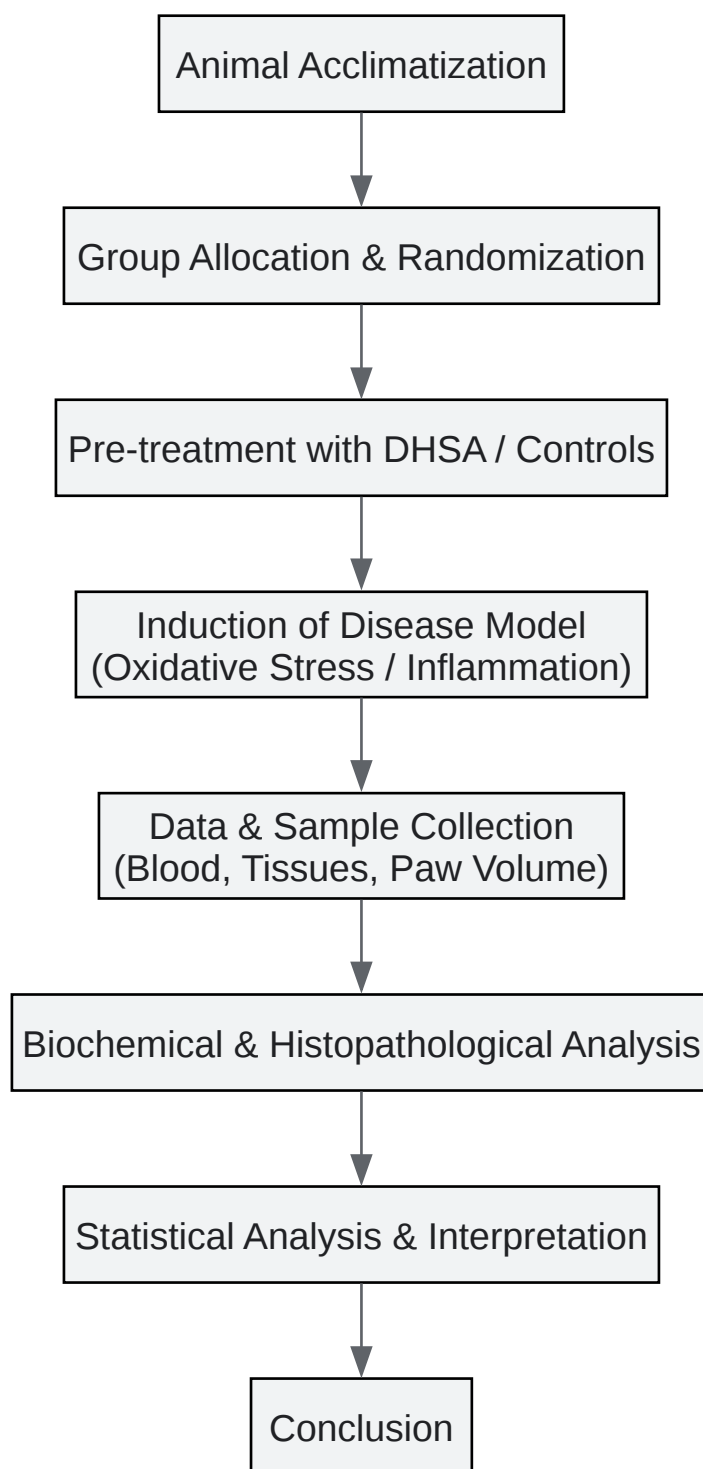 Animal Acclimatization
Group Allocation & Randomization
Pre-treatment with DHSA / Controls
Induction of Disease Model
(Oxidative Stress / Inflammation)
Data & Sample Collection
(Blood, Tissues, Paw Volume)
Biochemical & Histopathological Analysis
Statistical Analysis & Interpretation
Conclusion